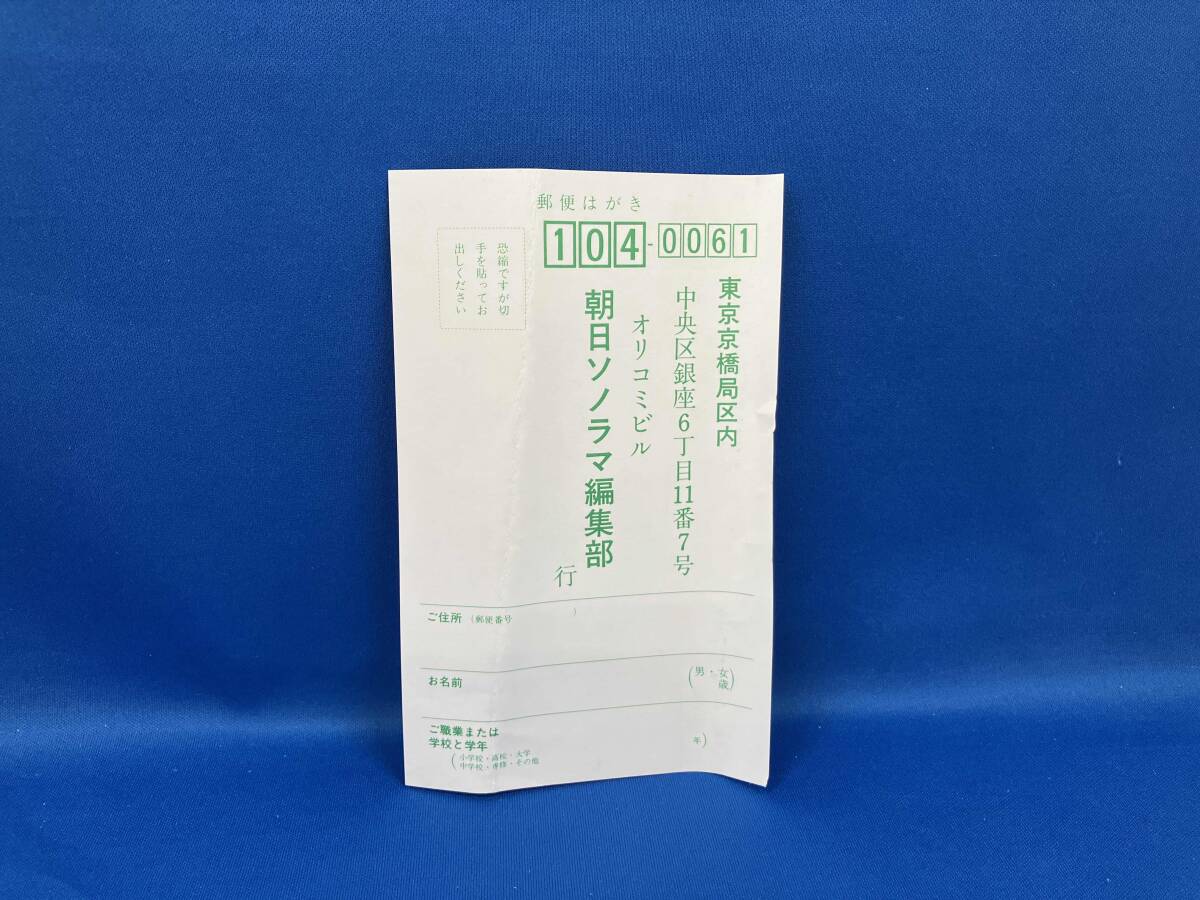 郵便はがき
104-0061
東京京橋局区内
中央区銀座6丁目11番7号
オリコミビル
朝日ソノラマ編集部
行
恐縮ですが切
手を貼ってお
出しください
ご住所 (郵便番号 )
お名前 (男・女 歳)
ご職業または
学校と学年
(小学校・高校・大学
中学校・専修・その他 年)